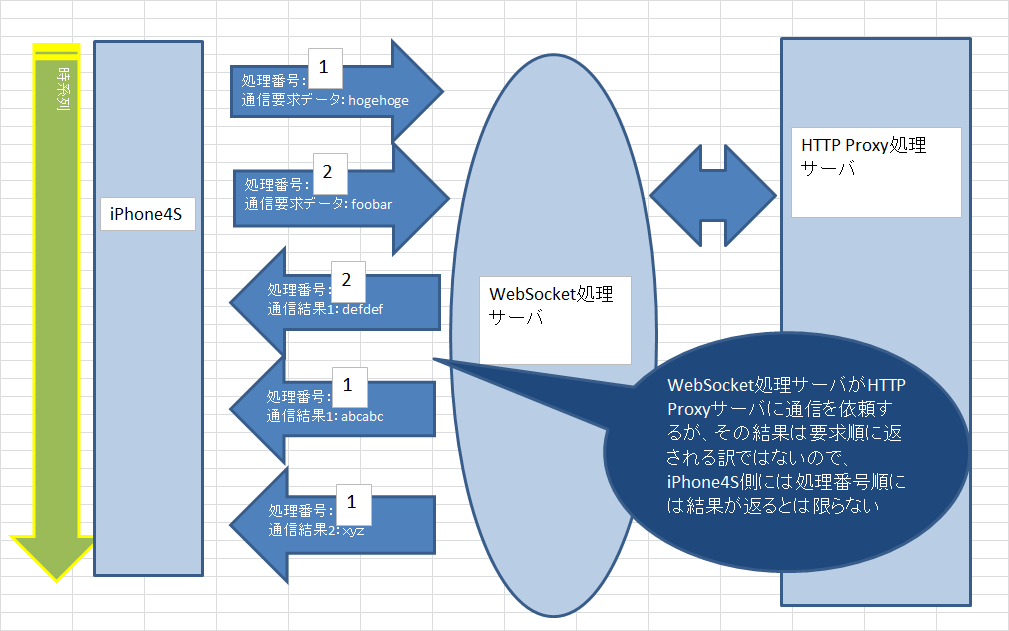 時系列
iPhone4S
処理番号: 1
通信要求データ: hogehoge
処理番号: 2
通信要求データ: foobar
処理番号: 2
通信結果1: defdef
処理番号: 1
通信結果1: abcabc
処理番号: 1
通信結果2: xyz
WebSocket処理
サーバ
HTTP Proxy処理
サーバ
WebSocket処理サーバがHTTP
Proxyサーバに通信を依頼す
るが、その結果は要求順に返
される訳ではないので、
iPhone4S側には処理番号順に
は結果が返るとは限らない